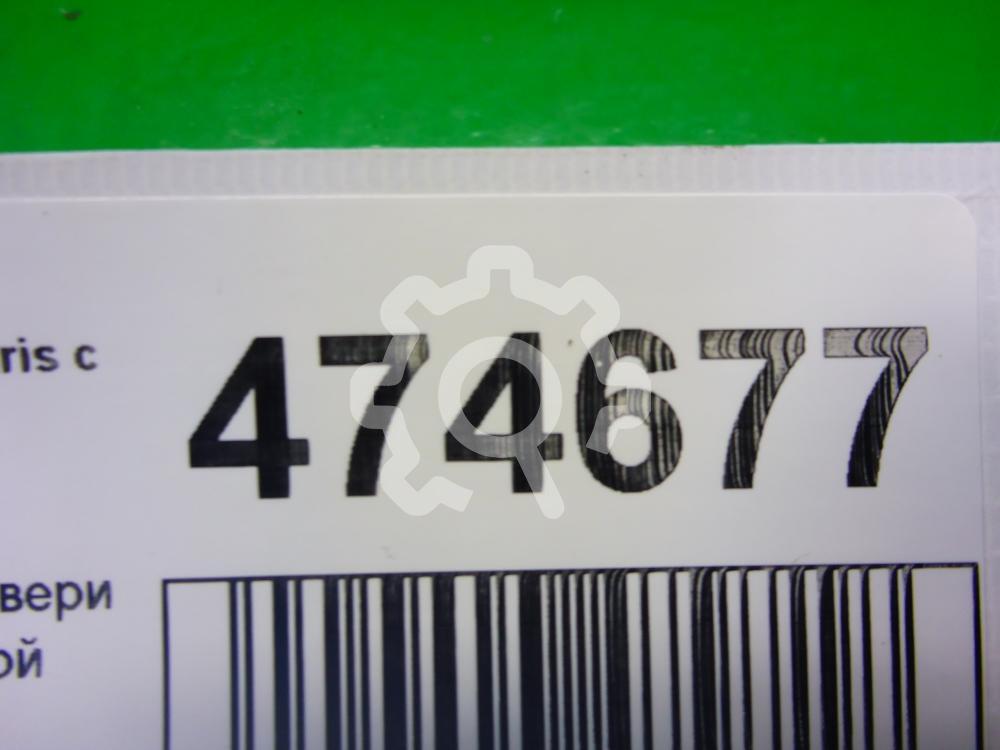 ris с 474677
вери
ой